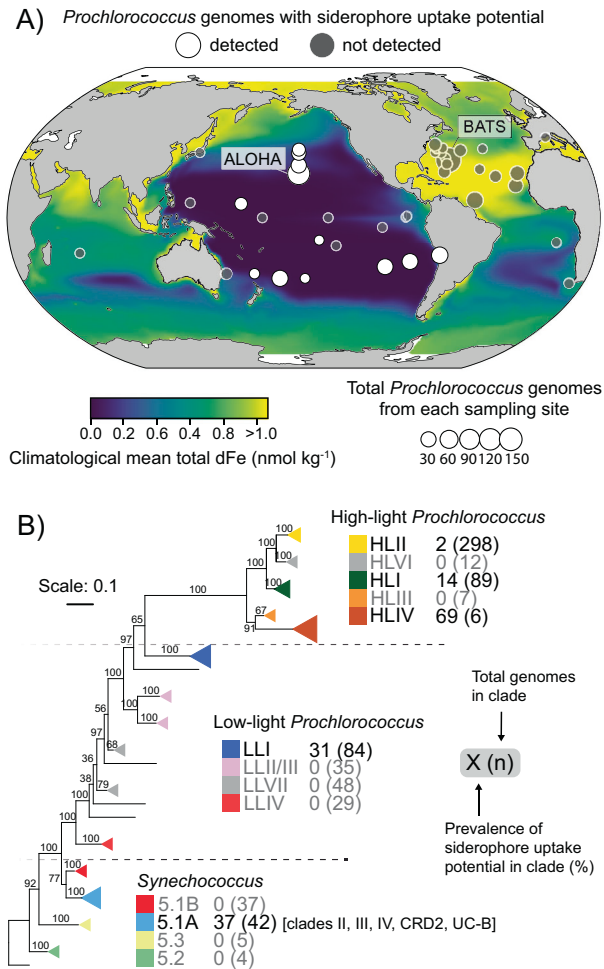 A)
Prochlorococcus genomes with siderophore uptake potential
detected
not detected
BATS
ALOHA
0.0 0.2 0.4 0.6 0.8 >1.0
Climatological mean total dFe (nmol kg⁻¹)
Total Prochlorococcus genomes
from each sampling site
30 60 90 120 150
B)
High-light Prochlorococcus
HLII 2 (298)
HLVI 0 (12)
HLI 14 (89)
HLIII 0 (7)
HLIV 69 (6)
Scale: 0.1
100
100
100
100
100
67
91
65
97
100
100
100
100
100
56
97
68
36
38
79
100
100
100
100
77
92
100
100
100
100
Low-light Prochlorococcus
LLI 31 (84)
LLII/III 0 (35)
LLVII 0 (48)
LLIV 0 (29)
Total genomes
in clade
X (n)
Prevalence of
siderophore uptake
potential in clade (%)
Synechococcus
5.1B 0 (37)
5.1A 37 (42) [clades II, III, IV, CRD2, UC-B]
5.3 0 (5)
5.2 0 (4)